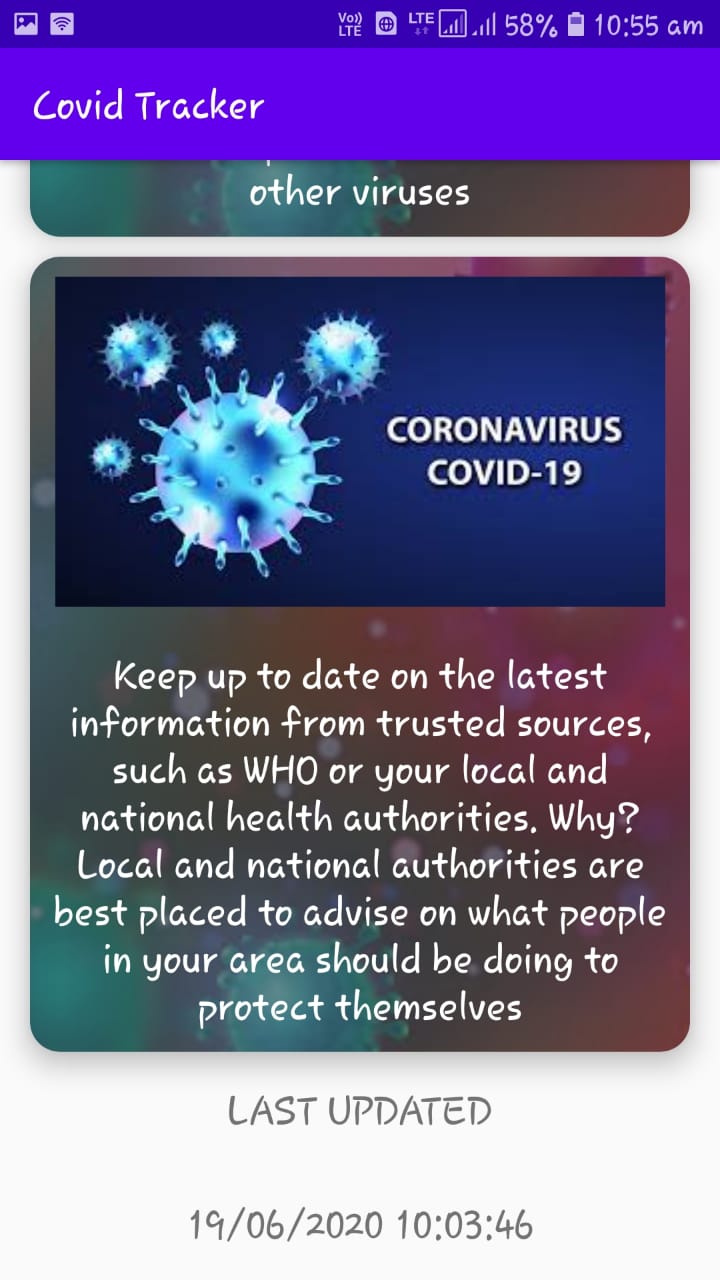 Vo)) LTE LTE 58% 10:55 am
Covid Tracker
other viruses
CORONAVIRUS
COVID-19
Keep up to date on the latest
information from trusted sources,
such as WHO or your local and
national health authorities. Why?
Local and national authorities are
best placed to advise on what people
in your area should be doing to
protect themselves
LAST UPDATED
19/06/2020 10:03:46